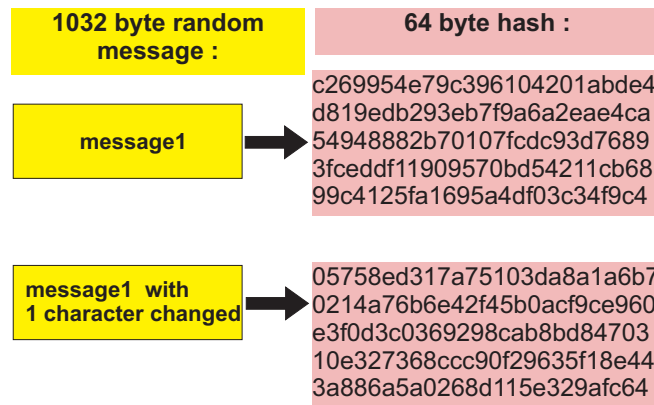 1032 byte random
message :
64 byte hash :
message1
c269954e79c396104201abde4
d819edb293eb7f9a6a2eae4ca
54948882b70107fcdc93d7689
3fceddf11909570bd54211cb68
99c4125fa1695a4df03c34f9c4
message1 with
1 character changed
05758ed317a75103da8a1a6b7
0214a76b6e42f45b0acf9ce960
e3f0d3c0369298cab8bd84703
10e327368ccc90f29635f18e44
3a886a5a0268d115e329afc64